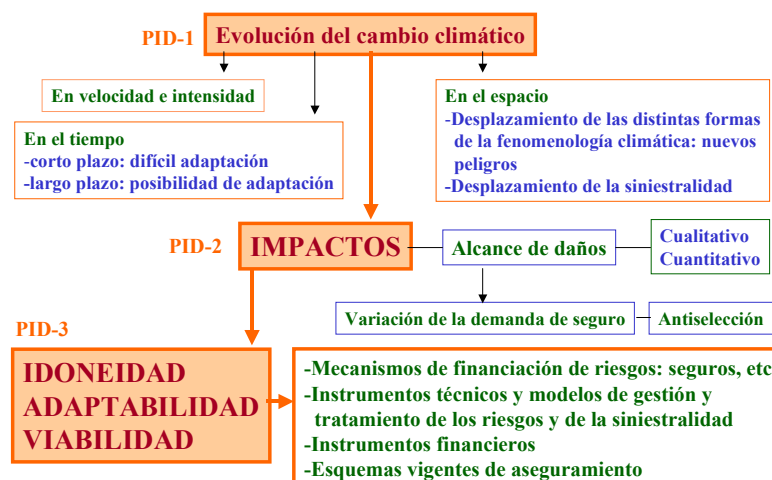 PID-1
Evolución del cambio climático
En velocidad e intensidad
En el tiempo
-corto plazo: difícil adaptación
-largo plazo: posibilidad de adaptación
En el espacio
-Desplazamiento de las distintas formas
de la fenomenología climática: nuevos
peligros
-Desplazamiento de la siniestralidad
PID-2
IMPACTOS
Alcance de daños
Cualitativo
Cuantitativo
Variación de la demanda de seguro
Antiselección
PID-3
IDONEIDAD
ADAPTABILIDAD
VIABILIDAD
-Mecanismos de financiación de riesgos: seguros, etc
-Instrumentos técnicos y modelos de gestión y
tratamiento de los riesgos y de la siniestralidad
-Instrumentos financieros
-Esquemas vigentes de aseguramiento